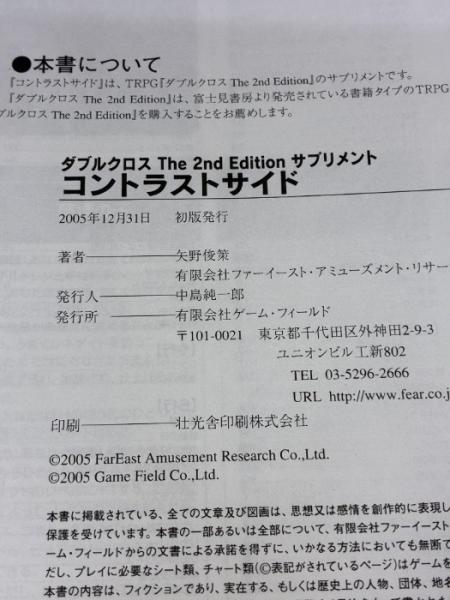 ●本書について
『コントラストサイド』は、TRPG『ダブルクロス The 2nd Edition』のサプリメントです。
『ダブルクロス The 2nd Edition』は、富士見書房より発売されている書籍タイプのTRPG
ブルクロス The 2nd Edition』を購入することをお薦めします。
ダブルクロス The 2nd Edition サプリメント
コントラストサイド
2005年12月31日 初版発行
著者 矢野俊策
有限会社ファーイースト・アミューズメント・リサー
発行人 中島純一郎
発行所 有限会社ゲーム・フィールド
〒101-0021 東京都千代田区外神田2-9-3
ユニオンビル工新802
TEL 03-5296-2666
URL http://www.fear.co.j
印刷 壮光舎印刷株式会社
©2005 FarEast Amusement Research Co.,Ltd.
©2005 Game Field Co.,Ltd.
本書に掲載されている、全ての文章及び図画は、思想又は感情を創作的に表現し
保護を受けています。本書の一部あるいは全部について、有限会社ファーイースト
ーム・フィールドからの文書による承諾を得ずに、いかなる方法においても無断で
だし、プレイに必要なシート類、チャート類(©表記がされているページ)はゲームを
本書の内容は、フィクションであり、実在する、もしくは歴史上の人物、団体、地名